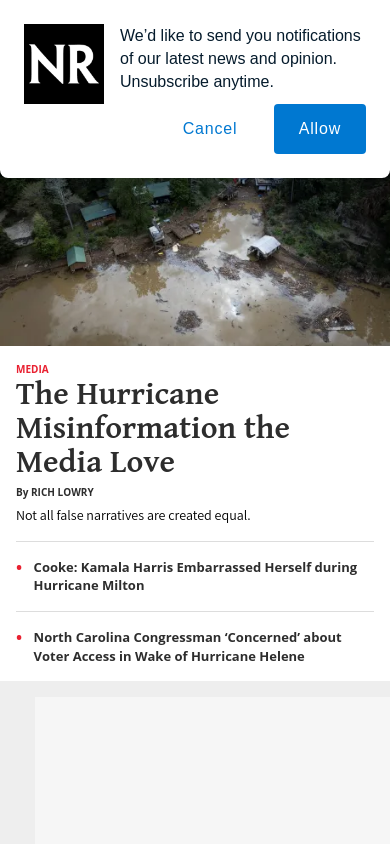 NR
We’d like to send you notifications
of our latest news and opinion.
Unsubscribe anytime.
Cancel
Allow
MEDIA
The Hurricane
Misinformation the
Media Love
By RICH LOWRY
Not all false narratives are created equal.
• Cooke: Kamala Harris Embarrassed Herself during
Hurricane Milton
• North Carolina Congressman ‘Concerned’ about
Voter Access in Wake of Hurricane Helene